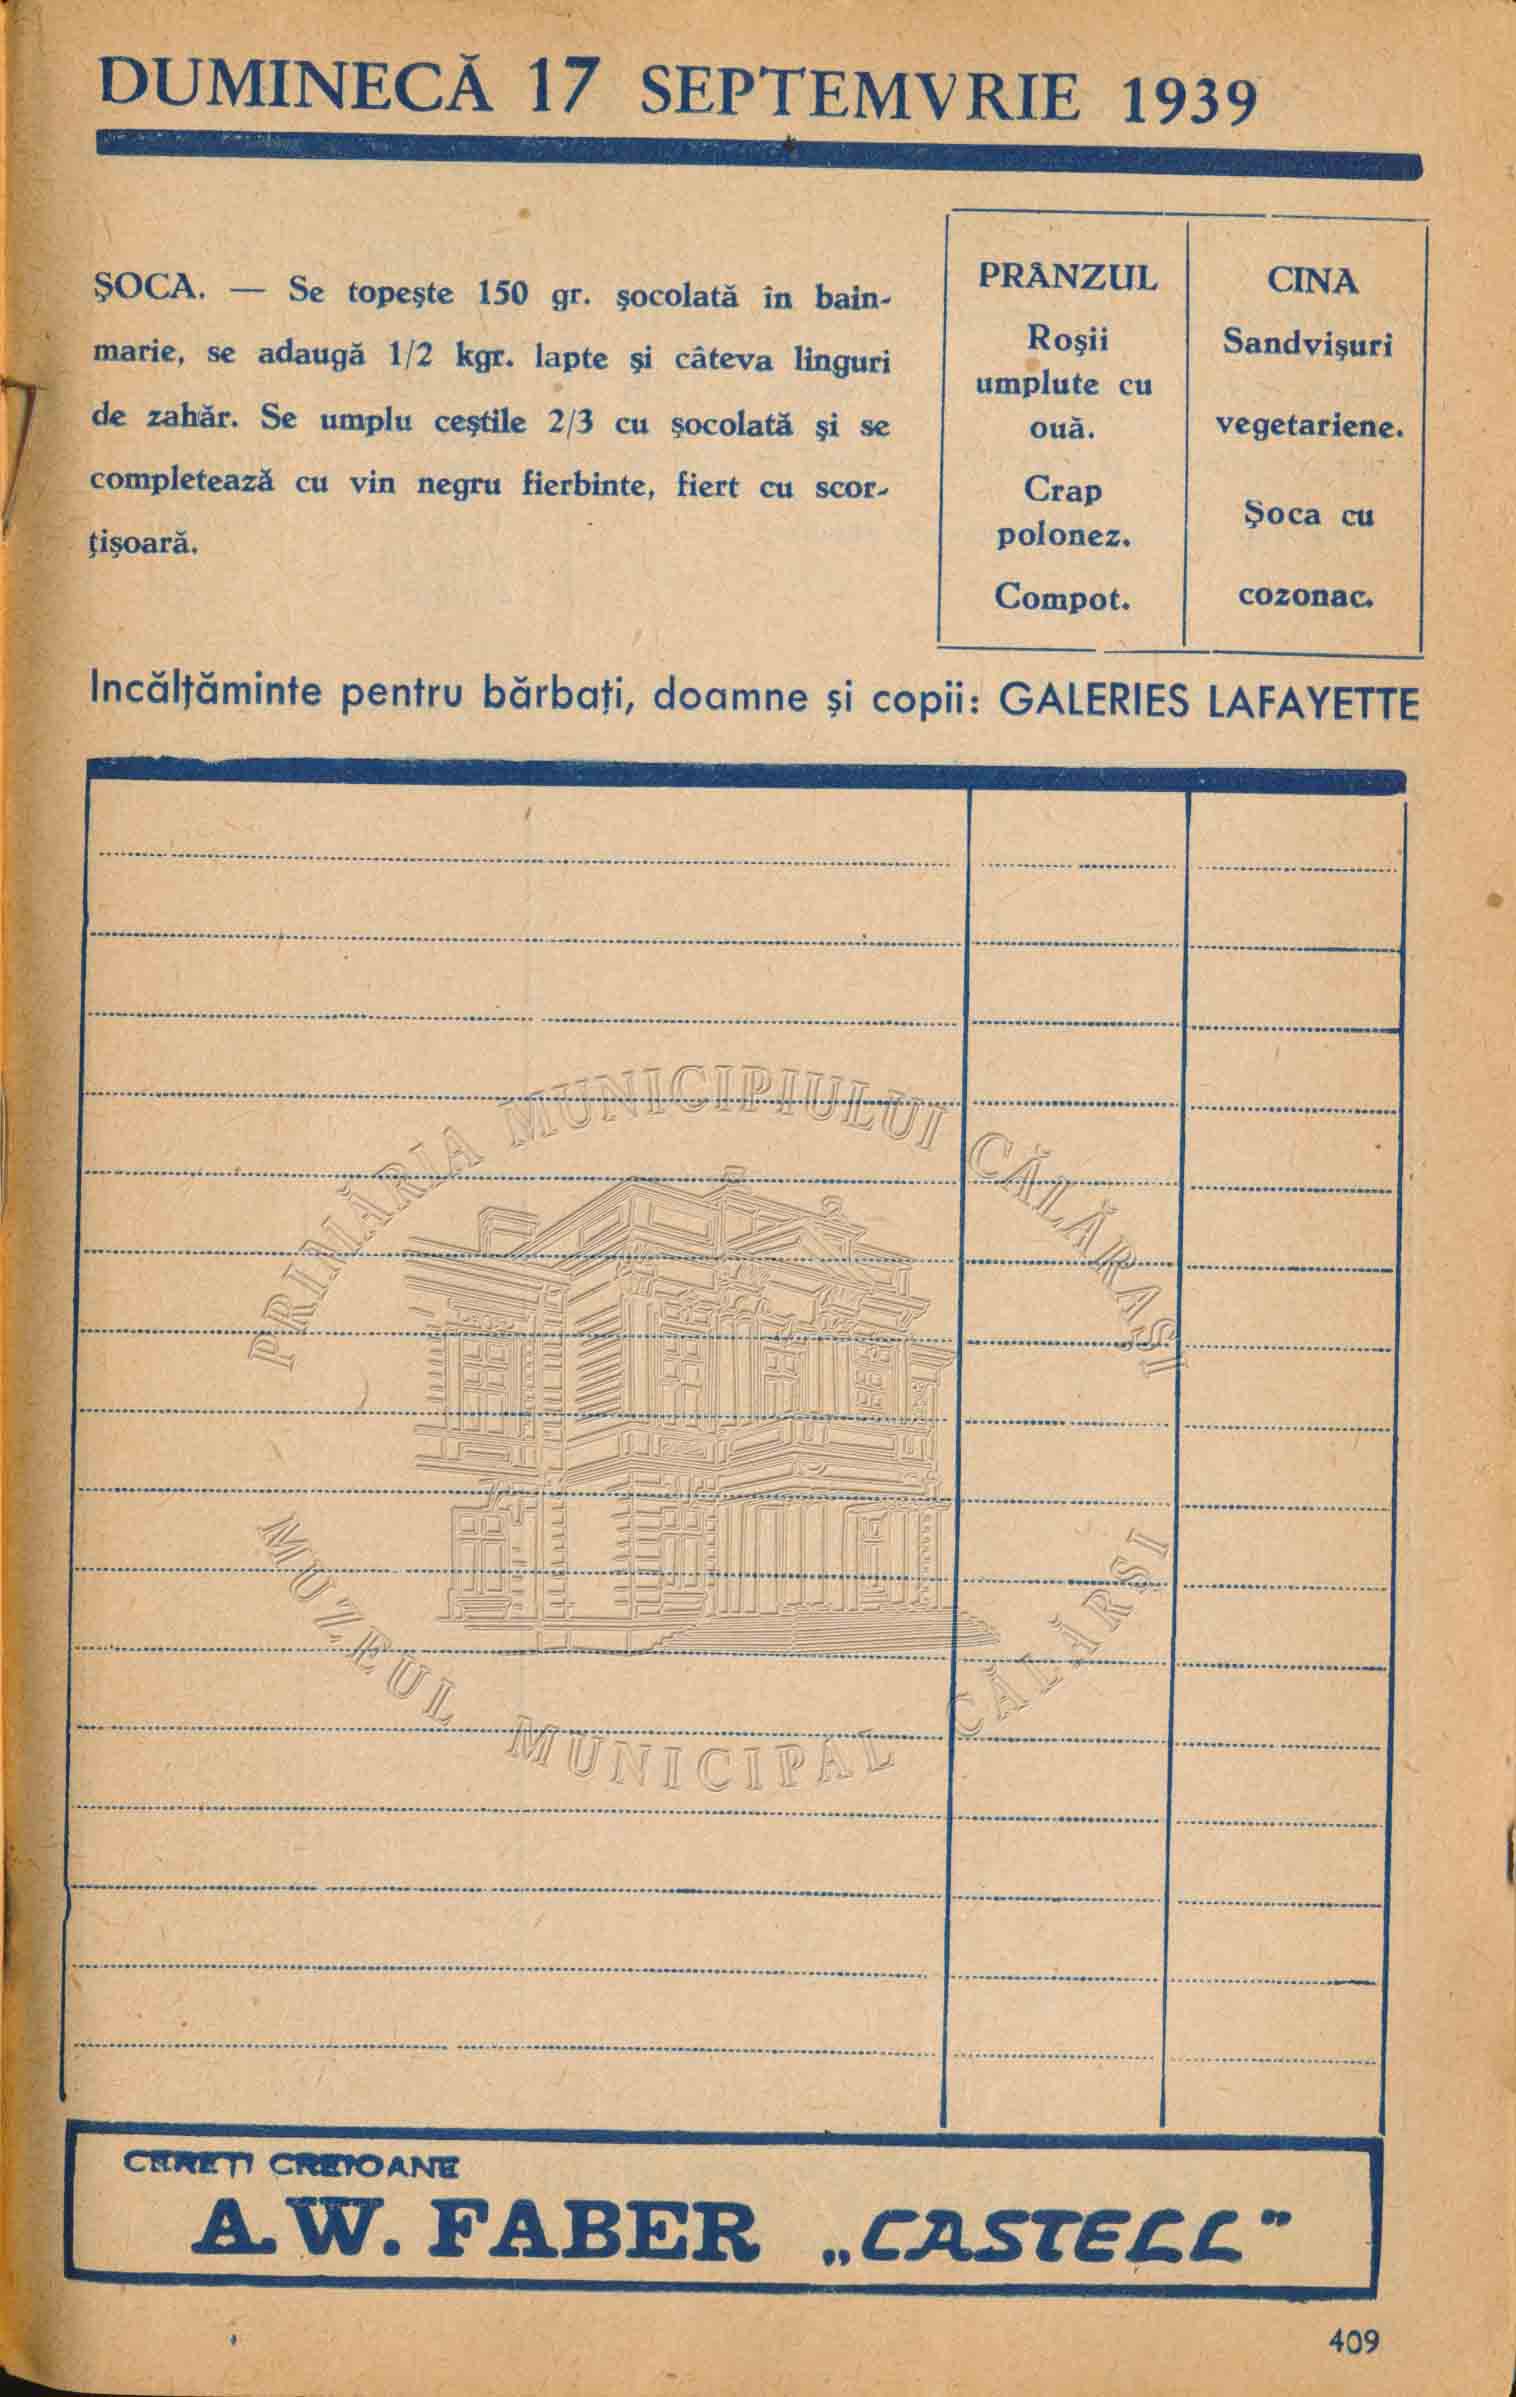 DUMINECĂ 17 SEPTEMVRIE 1939
ŞOCA. — Se topeşte 150 gr. şocolată in bain-
marie, se adaugă 1/2 kgr. lapte şi câteva linguri
de zahăr. Se umplu ceştile 2/3 cu şocolată şi se
completează cu vin negru fierbinte, fiert cu scor-
ţişoară.
PRÂNZUL
Roşii
umplute cu
ouă.
Crap
polonez.
Compot.
CINA
Sandvişuri
vegetariene.
Şoca cu
cozonac.
Incălţăminte pentru bărbaţi, doamne şi copii: GALERIES LAFAYETTE
PRIMĂRIA MUNICIPIULUI CĂLĂRAŞI
MUZEUL MUNICIPAL CĂLĂRSI
CEREŢI CREIOANE
A.W. FABER „CASTELL”
409